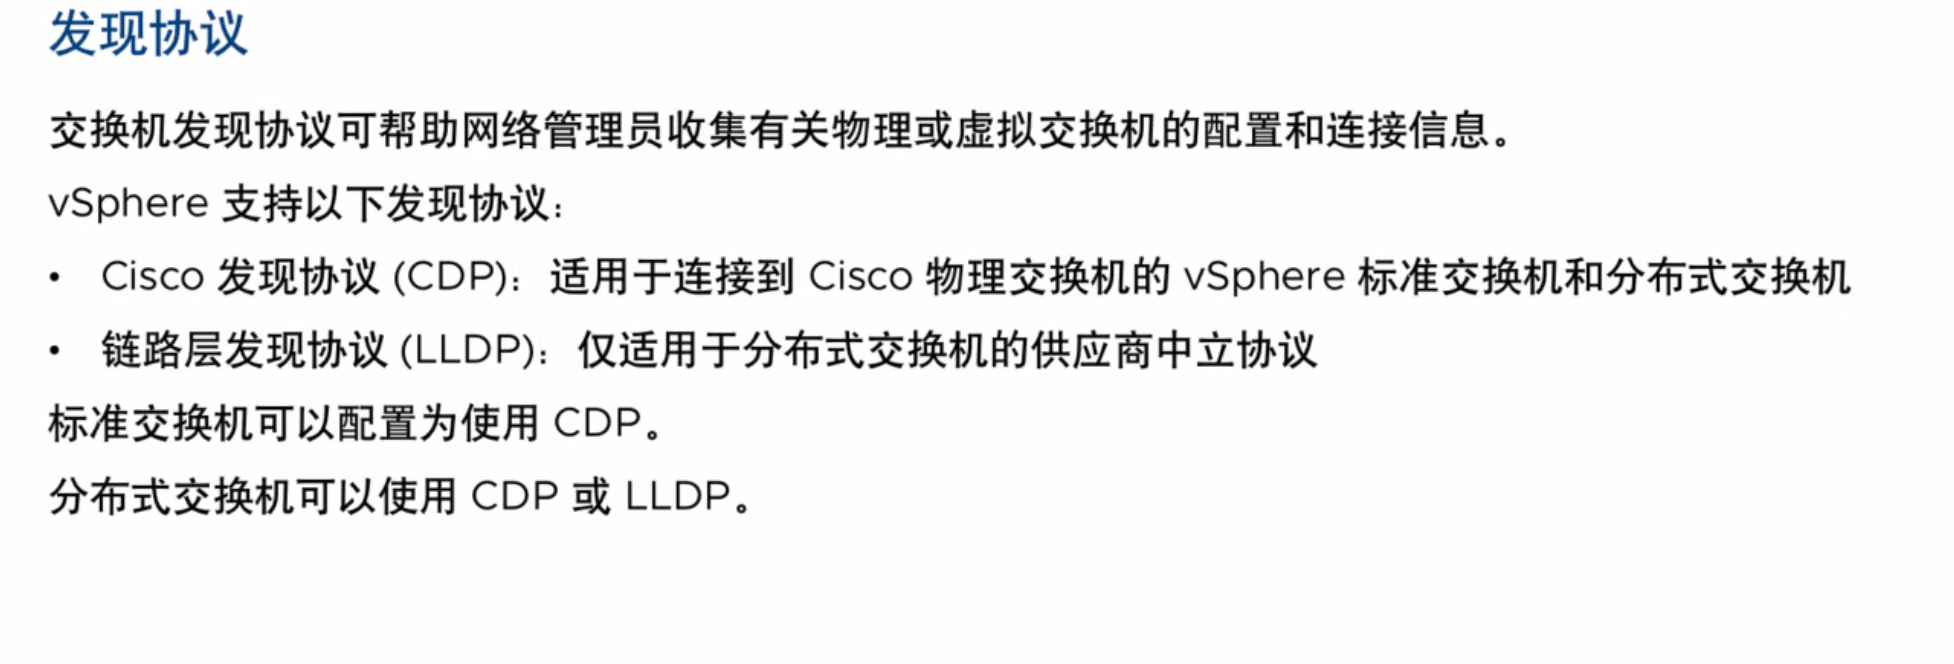 发现协议
交换机发现协议可帮助网络管理员收集有关物理或虚拟交换机的配置和连接信息。
vSphere 支持以下发现协议：
• Cisco 发现协议 (CDP)：适用于连接到 Cisco 物理交换机的 vSphere 标准交换机和分布式交换机
• 链路层发现协议 (LLDP)：仅适用于分布式交换机的供应商中立协议
标准交换机可以配置为使用 CDP。
分布式交换机可以使用 CDP 或 LLDP。